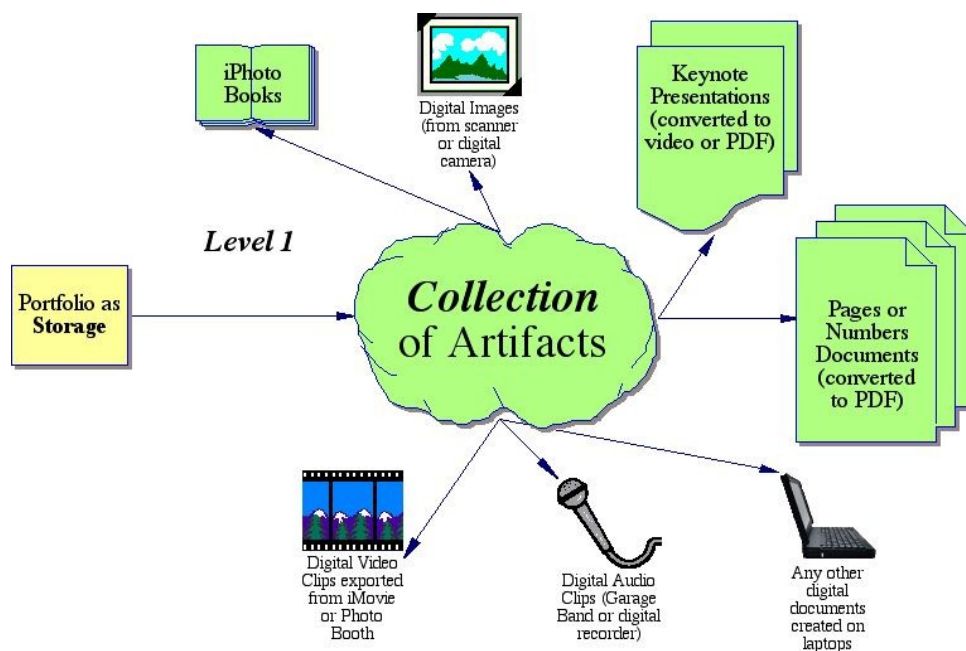 iPhoto
Books
Digital Images
(from scanner
or digital
camera)
Keynote
Presentations
(converted to
video or PDF)
Level 1
Portfolio as
Storage
Collection
of Artifacts
Pages or
Numbers
Documents
(converted
to PDF)
Digital Video
Clips exported
from iMovie
or Photo
Booth
Digital Audio
Clips (Garage
Band or digital
recorder)
Any other
digital
documents
created on
laptops